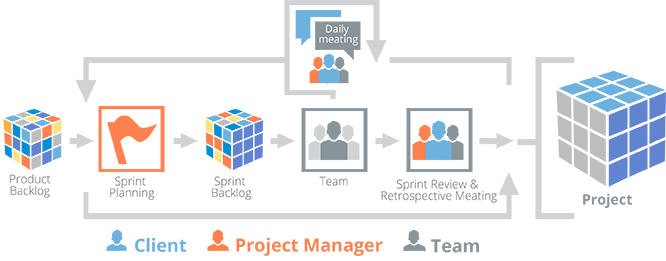 Daily
meating
Product
Backlog
Sprint
Planning
Sprint
Backlog
Team
Sprint Review &
Retrospective Meating
Project
Client
Project Manager
Team